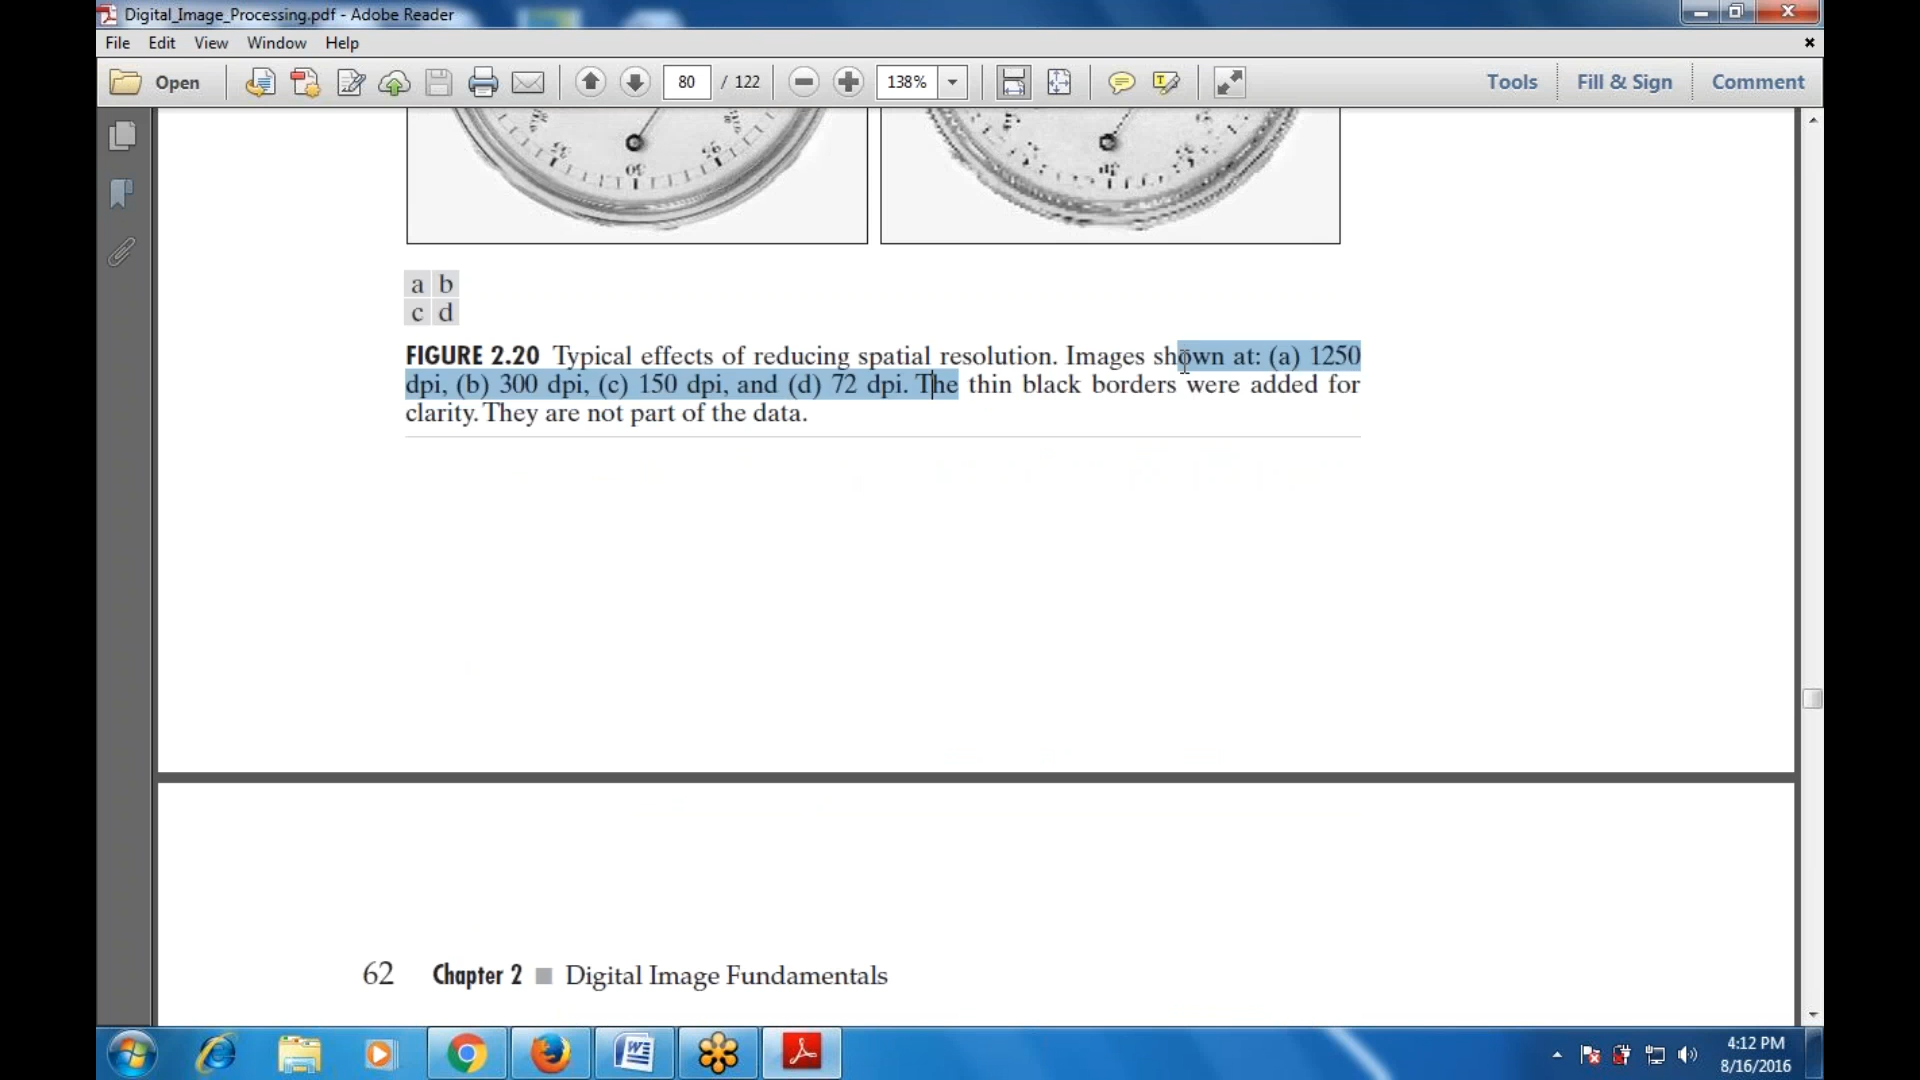 Digital_Image_Processing.pdf - Adobe Reader
File Edit View Window Help
Open 80 / 122 138% Tools Fill & Sign Comment
a b
c d
FIGURE 2.20 Typical effects of reducing spatial resolution. Images shown at: (a) 1250
dpi, (b) 300 dpi, (c) 150 dpi, and (d) 72 dpi. The thin black borders were added for
clarity. They are not part of the data.
62 Chapter 2 Digital Image Fundamentals
4:12 PM
8/16/2016